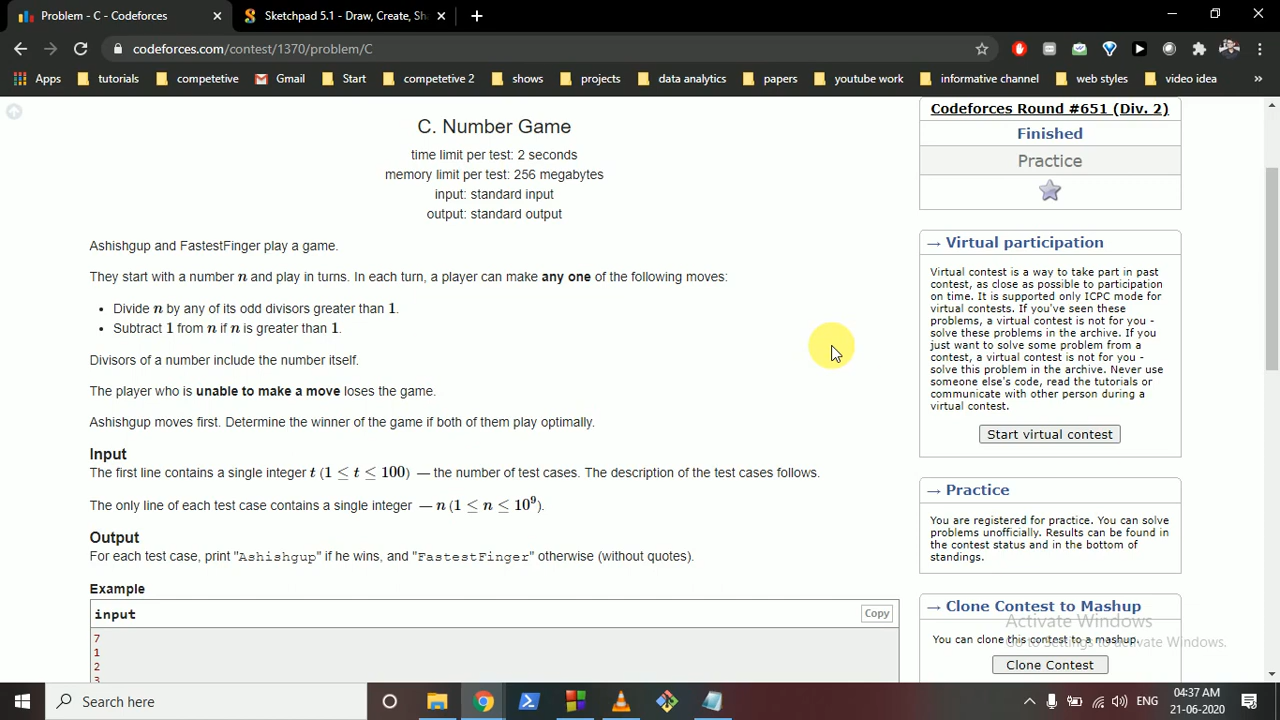 Problem - C - Codeforces
Sketchpad 5.1 - Draw, Create, Sha
codeforces.com/contest/1370/problem/C
Apps tutorials competetive Gmail Start competetive 2 shows projects data analytics papers youtube work informative channel web styles video idea »
C. Number Game
time limit per test: 2 seconds
memory limit per test: 256 megabytes
input: standard input
output: standard output
Ashishgup and FastestFinger play a game.
They start with a number n and play in turns. In each turn, a player can make any one of the following moves:
• Divide n by any of its odd divisors greater than 1.
• Subtract 1 from n if n is greater than 1.
Divisors of a number include the number itself.
The player who is unable to make a move loses the game.
Ashishgup moves first. Determine the winner of the game if both of them play optimally.
Input
The first line contains a single integer t (1 ≤ t ≤ 100) — the number of test cases. The description of the test cases follows.
The only line of each test case contains a single integer — n (1 ≤ n ≤ 10⁹).
Output
For each test case, print "Ashishgup" if he wins, and "FastestFinger" otherwise (without quotes).
Example
input
Copy
7
1
2
3
Codeforces Round #651 (Div. 2)
Finished
Practice
→ Virtual participation
Virtual contest is a way to take part in past
contest, as close as possible to participation
on time. It is supported only ICPC mode for
virtual contests. If you've seen these
problems, a virtual contest is not for you -
solve these problems in the archive. If you
just want to solve some problem from a
contest, a virtual contest is not for you -
solve this problem in the archive. Never use
someone else's code, read the tutorials or
communicate with other person during a
virtual contest.
Start virtual contest
→ Practice
You are registered for practice. You can solve
problems unofficially. Results can be found in
the contest status and in the bottom of
standings.
→ Clone Contest to Mashup
You can clone this contest to a mashup.
Clone Contest
Activate Windows
Go to Settings to activate Windows.
Search here
ENG
04:37 AM
21-06-2020